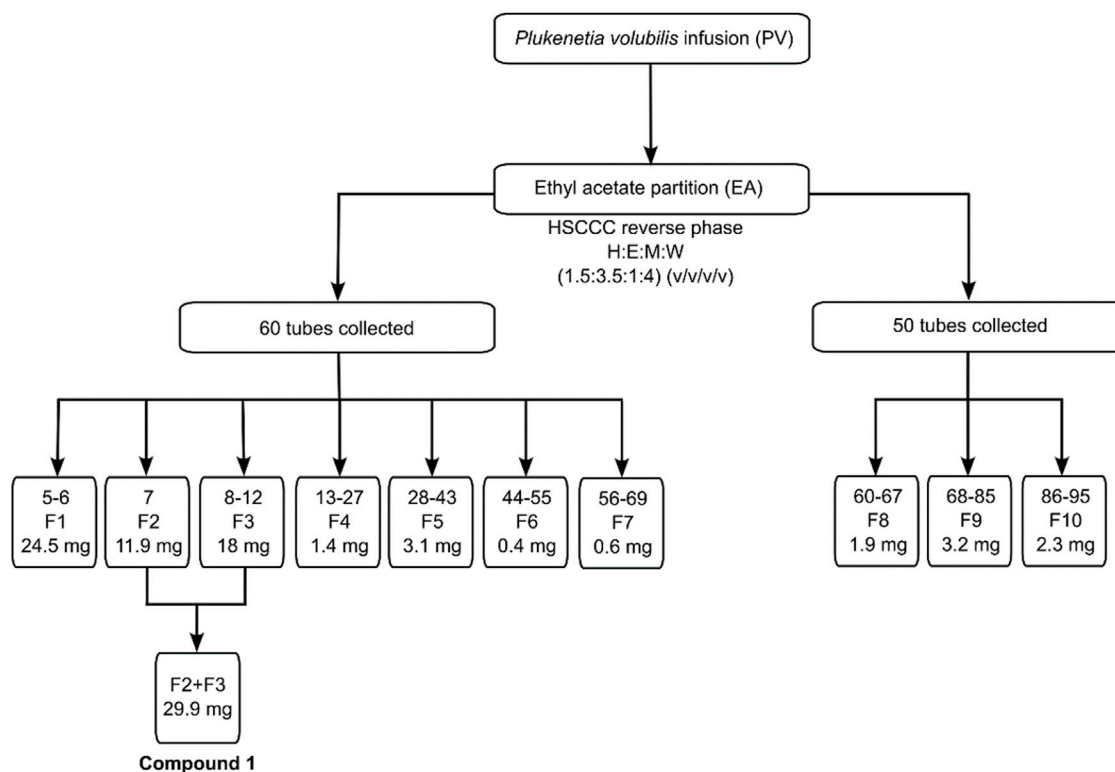 Plukenetia volubilis infusion (PV)
Ethyl acetate partition (EA)
HSCCC reverse phase
H:E:M:W
(1.5:3.5:1:4) (v/v/v/v)
60 tubes collected
50 tubes collected
5-6
F1
24.5 mg
7
F2
11.9 mg
8-12
F3
18 mg
13-27
F4
1.4 mg
28-43
F5
3.1 mg
44-55
F6
0.4 mg
56-69
F7
0.6 mg
60-67
F8
1.9 mg
68-85
F9
3.2 mg
86-95
F10
2.3 mg
F2+F3
29.9 mg
Compound 1